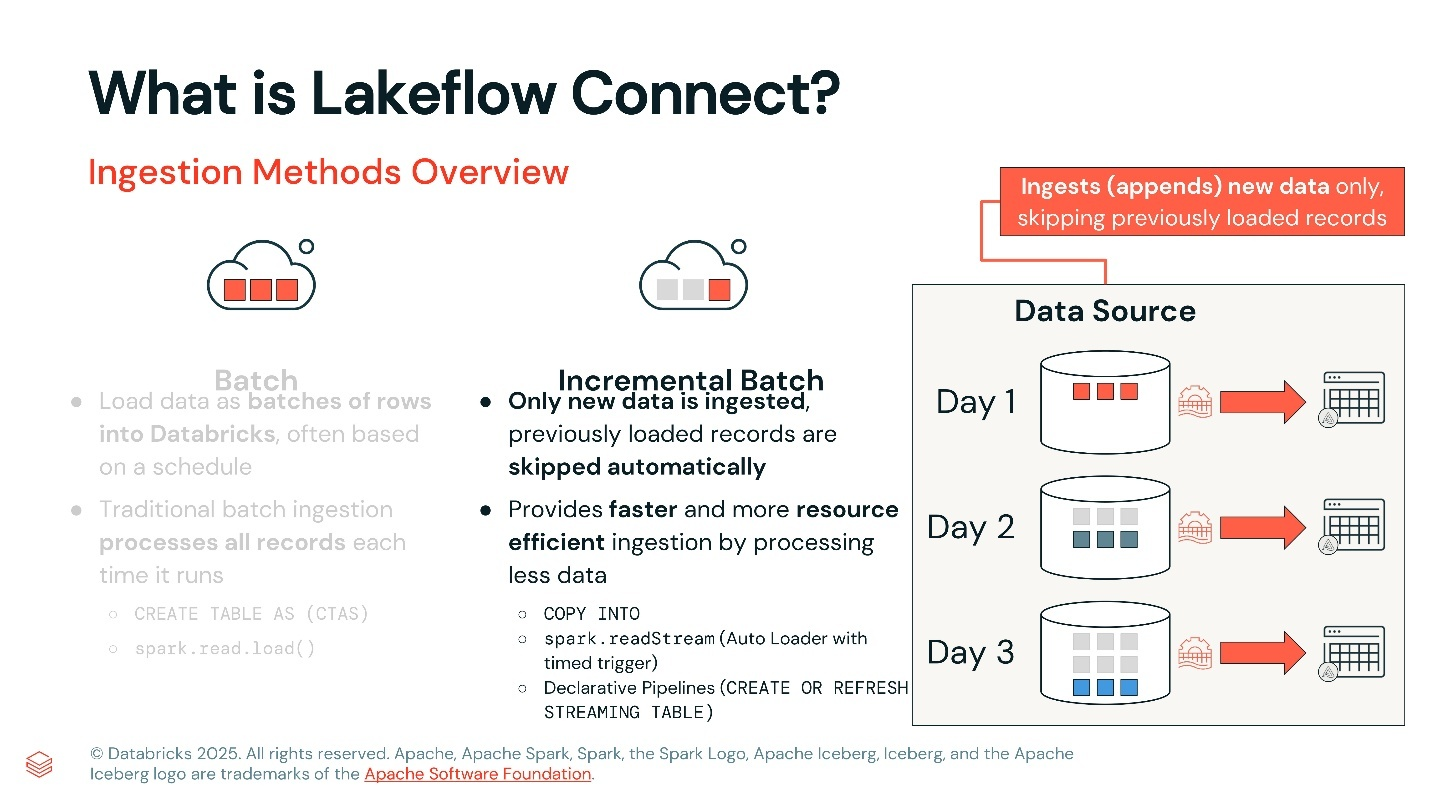 What is Lakeflow Connect?
Ingestion Methods Overview
Ingests (appends) new data only,
skipping previously loaded records
Batch
● Load data as batches of rows
into Databricks, often based
on a schedule
● Traditional batch ingestion
processes all records each
time it runs
○ CREATE TABLE AS (CTAS)
○ spark.read.load()
Incremental Batch
● Only new data is ingested,
previously loaded records are
skipped automatically
● Provides faster and more resource
efficient ingestion by processing
less data
○ COPY INTO
○ spark.readStream (Auto Loader with
timed trigger)
○ Declarative Pipelines (CREATE OR REFRESH
STREAMING TABLE)
Data Source
Day 1
Day 2
Day 3
© Databricks 2025. All rights reserved. Apache, Apache Spark, Spark, the Spark Logo, Apache Iceberg, Iceberg, and the Apache
Iceberg logo are trademarks of the Apache Software Foundation.